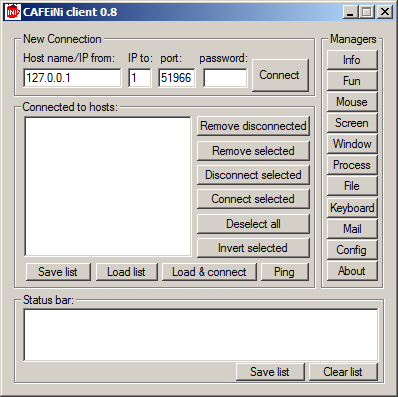 CAFEiNi client 0.8
New Connection
Host name/IP from: IP to: port: password:
127.0.0.1 1 51966
Connect
Connected to hosts:
Remove disconnected
Remove selected
Disconnect selected
Connect selected
Deselect all
Invert selected
Save list Load list Load & connect Ping
Managers
Info
Fun
Mouse
Screen
Window
Process
File
Keyboard
Mail
Config
About
Status bar:
Save list Clear list